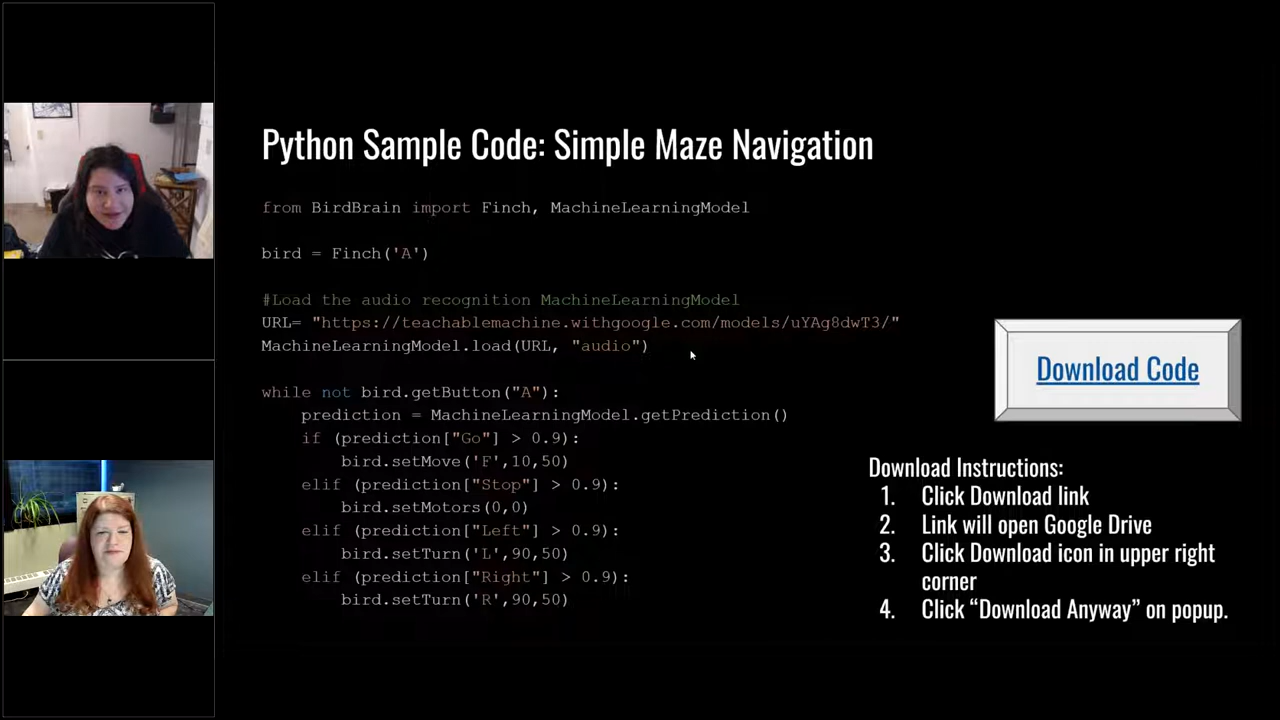 Python Sample Code: Simple Maze Navigation
from BirdBrain import Finch, MachineLearningModel
bird = Finch('A')
#Load the audio recognition MachineLearningModel
URL= "https://teachablemachine.withgoogle.com/models/uYAg8dwT3/"
MachineLearningModel.load(URL, "audio")
while not bird.getButton("A"):
    prediction = MachineLearningModel.getPrediction()
    if (prediction["Go"] > 0.9):
        bird.setMove('F',10,50)
    elif (prediction["Stop"] > 0.9):
        bird.setMotors(0,0)
    elif (prediction["Left"] > 0.9):
        bird.setTurn('L',90,50)
    elif (prediction["Right"] > 0.9):
        bird.setTurn('R',90,50)
Download Code
Download Instructions:
1. Click Download link
2. Link will open Google Drive
3. Click Download icon in upper right
corner
4. Click “Download Anyway” on popup.